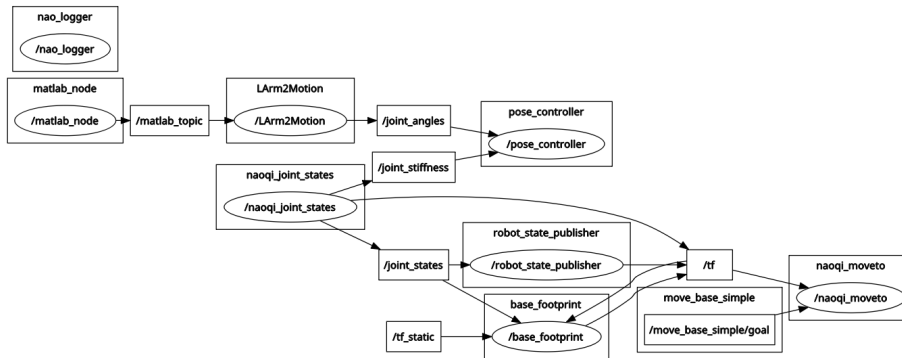 nao_logger
/nao_logger
matlab_node
/matlab_node
/matlab_topic
LArm2Motion
/LArm2Motion
/joint_angles
pose_controller
/pose_controller
/joint_stiffness
naoqi_joint_states
/naoqi_joint_states
/joint_states
robot_state_publisher
/robot_state_publisher
/tf
naoqi_moveto
/naoqi_moveto
move_base_simple
/move_base_simple/goal
base_footprint
/base_footprint
/tf_static